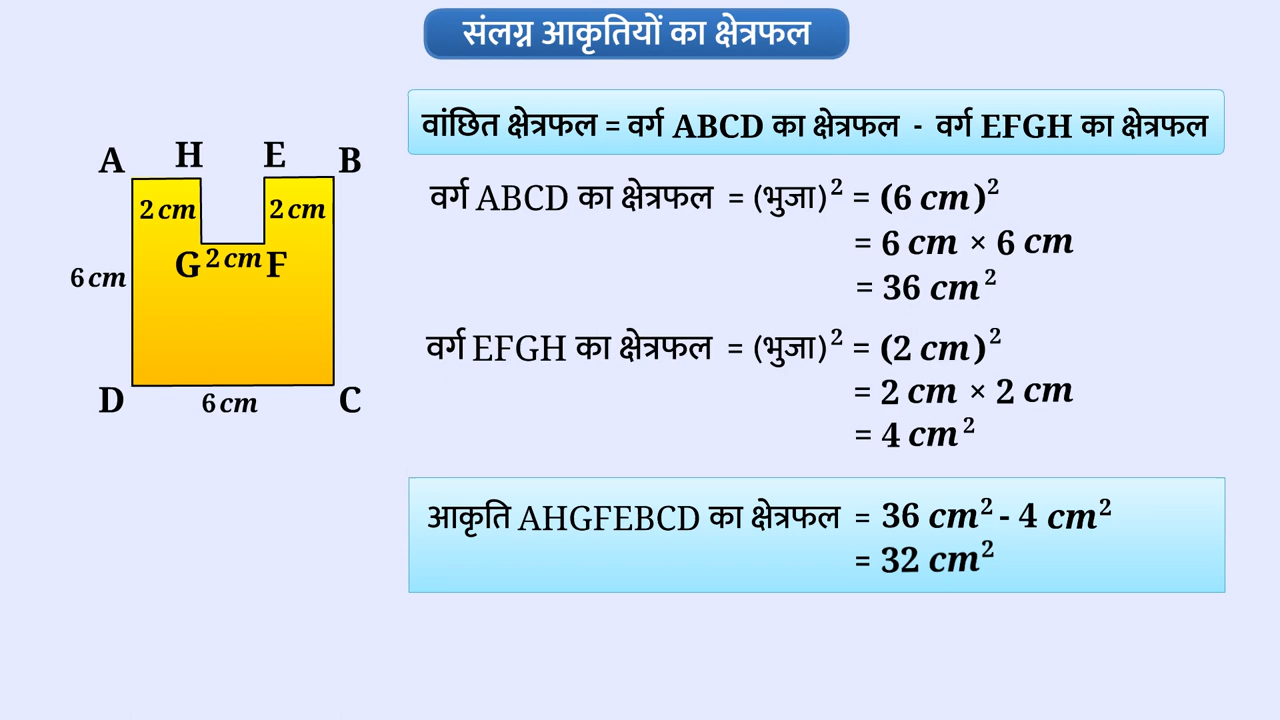 संलग्न आकृतियों का क्षेत्रफल
वांछित क्षेत्रफल = वर्ग ABCD का क्षेत्रफल - वर्ग EFGH का क्षेत्रफल
A H E B
2 cm 2 cm
G 2 cm F
6 cm
D C
6 cm
वर्ग ABCD का क्षेत्रफल = (भुजा)² = (6 cm)²
= 6 cm × 6 cm
= 36 cm²
वर्ग EFGH का क्षेत्रफल = (भुजा)² = (2 cm)²
= 2 cm × 2 cm
= 4 cm²
आकृति AHGFEBCD का क्षेत्रफल = 36 cm² - 4 cm²
= 32 cm²